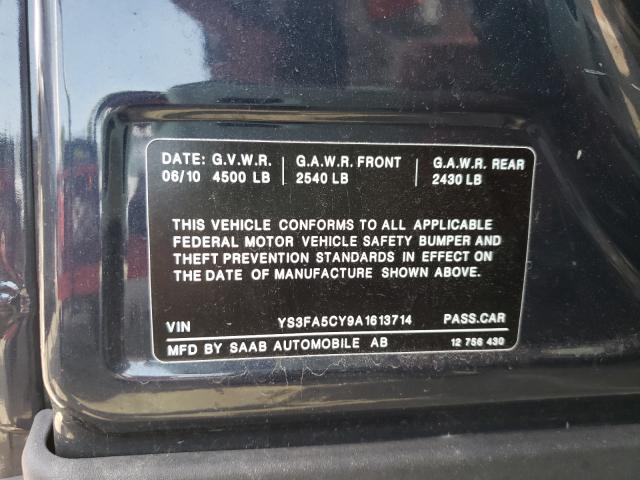 DATE: G.V.W.R. G.A.W.R. FRONT G.A.W.R. REAR
06/10 4500 LB 2540 LB 2430 LB
THIS VEHICLE CONFORMS TO ALL APPLICABLE
FEDERAL MOTOR VEHICLE SAFETY BUMPER AND
THEFT PREVENTION STANDARDS IN EFFECT ON
THE DATE OF MANUFACTURE SHOWN ABOVE.
VIN YS3FA5CY9A1613714 PASS.CAR
MFD BY SAAB AUTOMOBILE AB 12 756 430